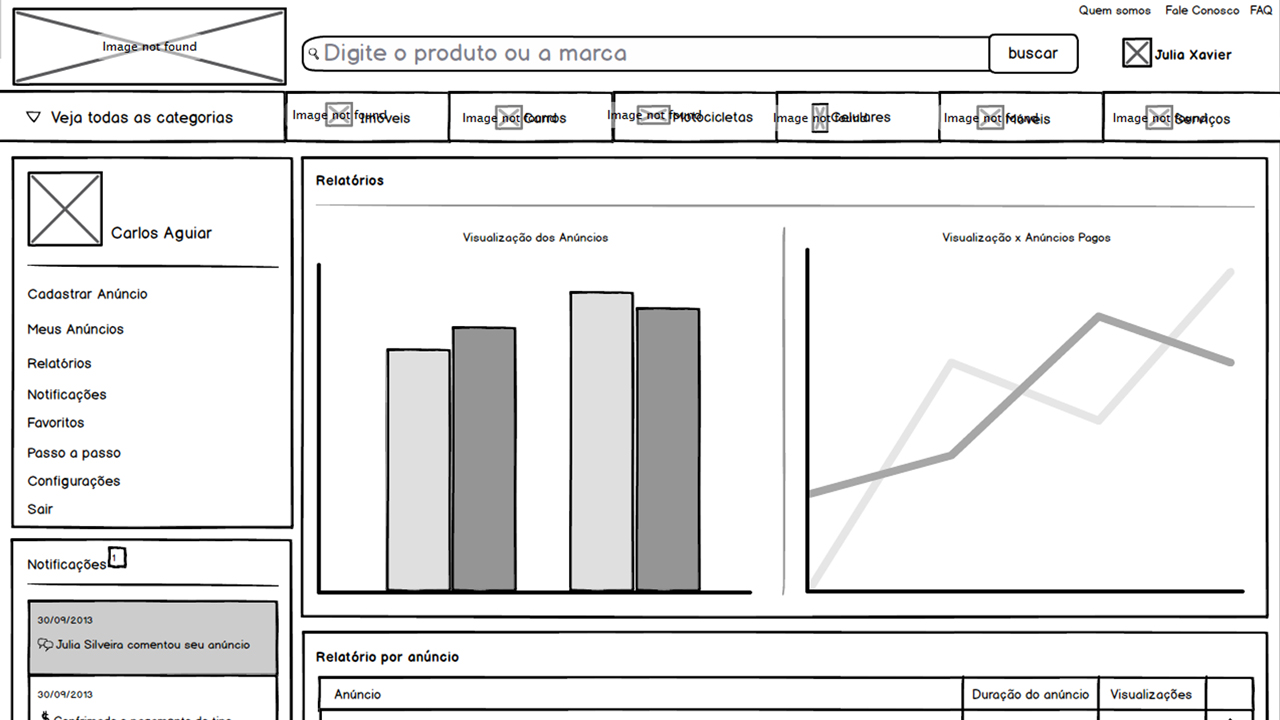 Quem somos Fale Conosco FAQ
Image not found
Digite o produto ou a marca
buscar
Julia Xavier
Veja todas as categorias
Image not found
Imóveis
Image not found
Carros
Image not found
Motocicletas
Image not found
Celulares
Image not found
Móveis
Image not found
Serviços
Carlos Aguiar
Cadastrar Anúncio
Meus Anúncios
Relatórios
Notificações
Favoritos
Passo a passo
Configurações
Sair
Notificações 1
30/09/2013
Julia Silveira comentou seu anúncio
30/09/2013
Relatórios
Visualização dos Anúncios
Visualização x Anúncios Pagos
Relatório por anúncio
Anúncio Duração do anúncio Visualizações